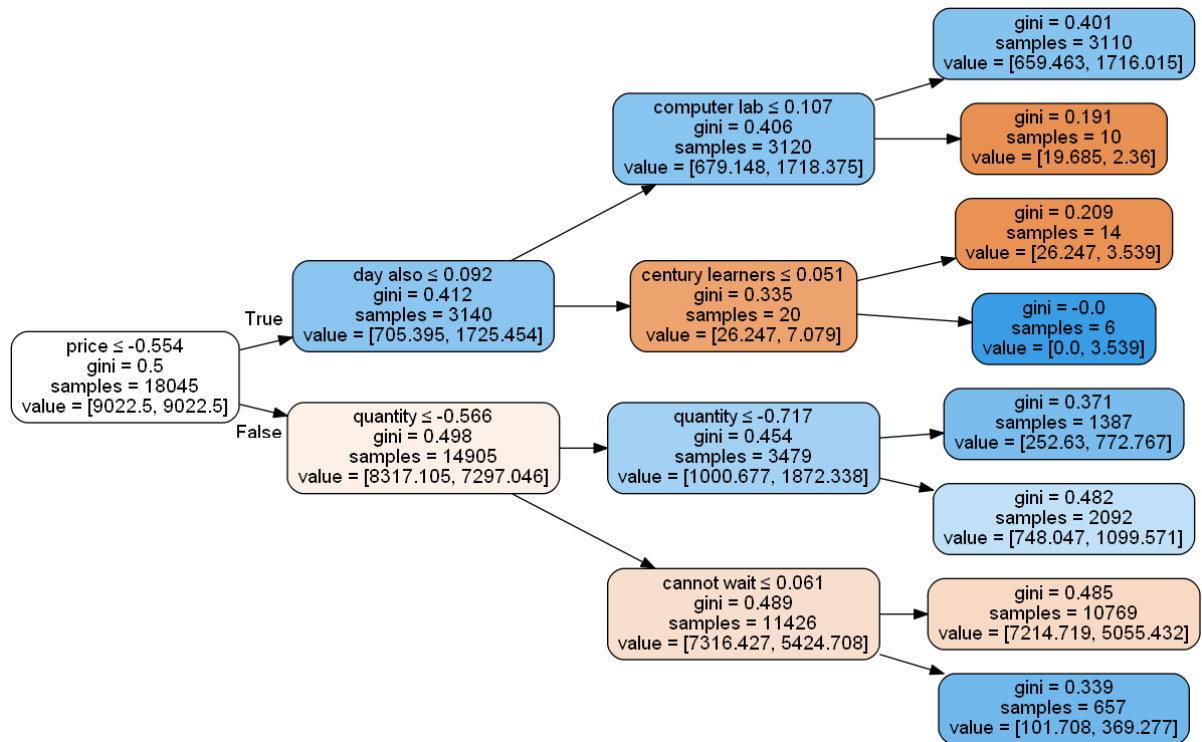 price ≤ -0.554
gini = 0.5
samples = 18045
value = [9022.5, 9022.5]
True
False
day also ≤ 0.092
gini = 0.412
samples = 3140
value = [705.395, 1725.454]
quantity ≤ -0.566
gini = 0.498
samples = 14905
value = [8317.105, 7297.046]
computer lab ≤ 0.107
gini = 0.406
samples = 3120
value = [679.148, 1718.375]
century learners ≤ 0.051
gini = 0.335
samples = 20
value = [26.247, 7.079]
quantity ≤ -0.717
gini = 0.454
samples = 3479
value = [1000.677, 1872.338]
cannot wait ≤ 0.061
gini = 0.489
samples = 11426
value = [7316.427, 5424.708]
gini = 0.401
samples = 3110
value = [659.463, 1716.015]
gini = 0.191
samples = 10
value = [19.685, 2.36]
gini = 0.209
samples = 14
value = [26.247, 3.539]
gini = -0.0
samples = 6
value = [0.0, 3.539]
gini = 0.371
samples = 1387
value = [252.63, 772.767]
gini = 0.482
samples = 2092
value = [748.047, 1099.571]
gini = 0.485
samples = 10769
value = [7214.719, 5055.432]
gini = 0.339
samples = 657
value = [101.708, 369.277]